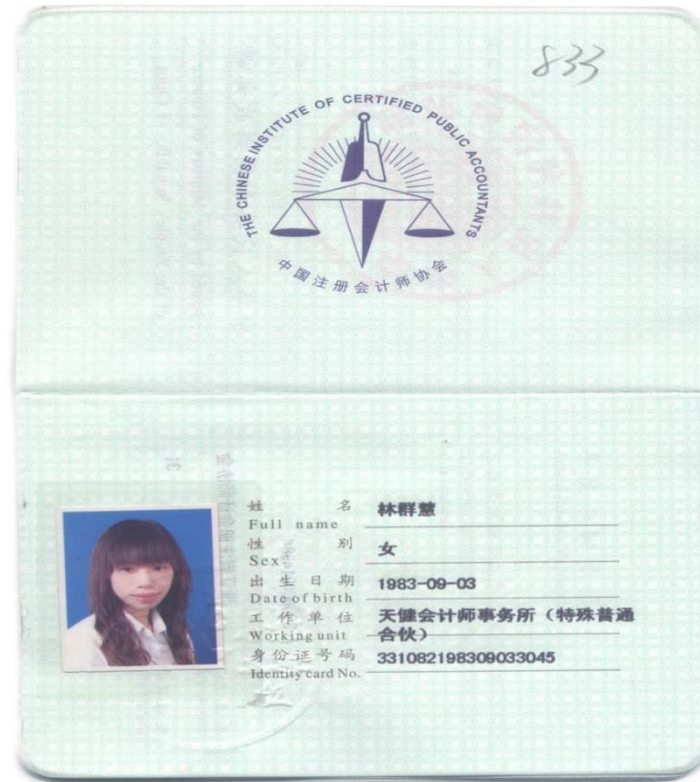 833
THE CHINESE INSTITUTE OF CERTIFIED PUBLIC ACCOUNTANTS
中国注册会计师协会
姓 名 林群慧
Full name
性 别 女
Sex
出生日期 1983-09-03
Date of birth
工作单位 天健会计师事务所（特殊普通
Working unit 合伙）
身份证号码 331082198309033045
Identity card No.